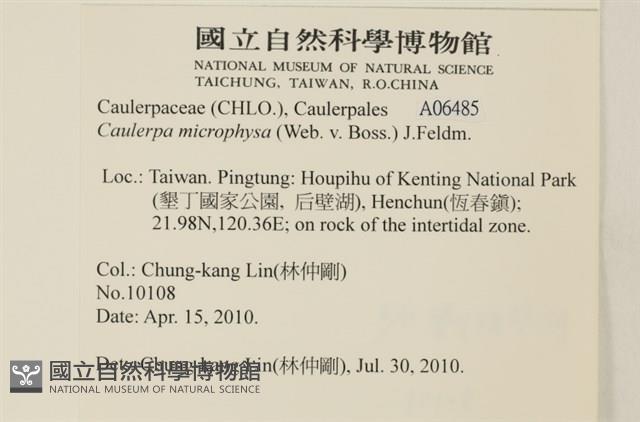 國立自然科學博物館
NATIONAL MUSEUM OF NATURAL SCIENCE
TAICHUNG, TAIWAN, R.O.CHINA
Caulerpaceae (CHLO.), Caulerpales A06485
Caulerpa microphysa (Web. v. Boss.) J.Feldm.
Loc.: Taiwan. Pingtung: Houpihu of Kenting National Park
(墾丁國家公園, 后壁湖), Henchun(恆春鎮);
21.98N,120.36E; on rock of the intertidal zone.
Col.: Chung-kang Lin(林仲剛)
No.10108
Date: Apr. 15, 2010.
Det.: Chung-kang Lin(林仲剛), Jul. 30, 2010.
國立自然科學博物館
NATIONAL MUSEUM OF NATURAL SCIENCE